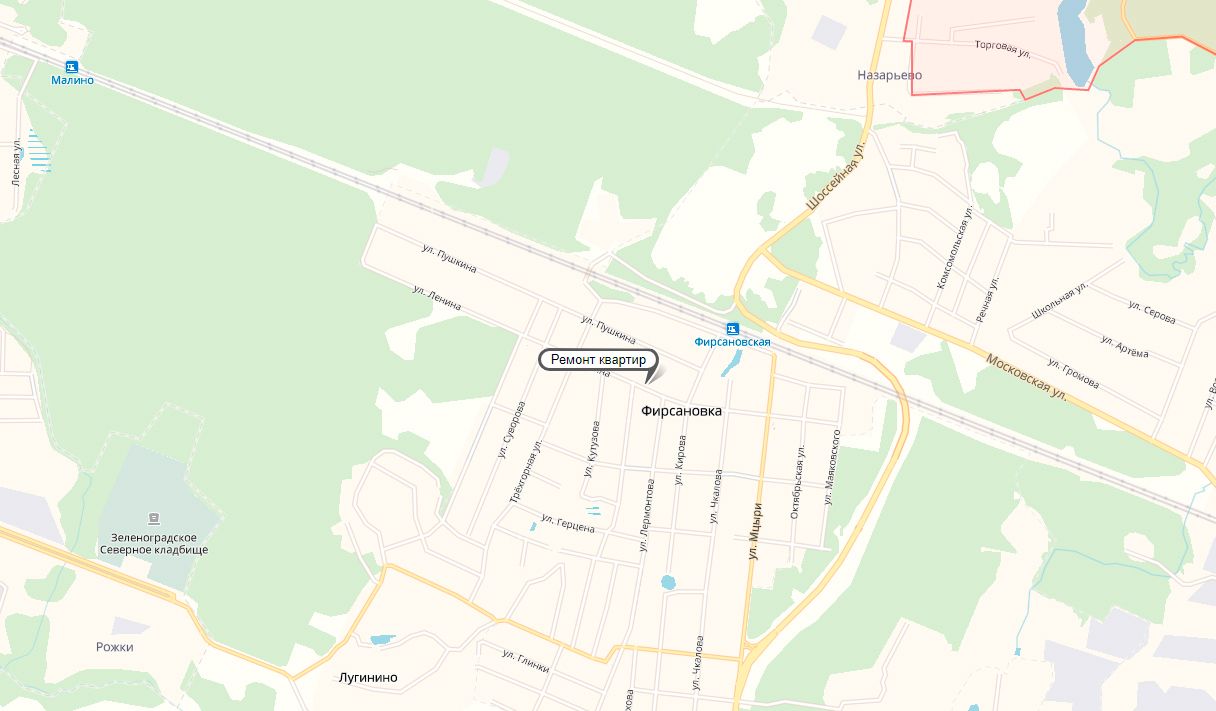 Торговая ул.
Назарьево
Малино
Лесная ул.
Шоссейная ул.
Комсомольская ул.
ул. Пушкина
Речная ул.
Школьная ул.
ул. Ленина
ул. Серова
ул. Пушкина
Фирсановская
ул. Артёма
Ремонт квартир
ул. Громова
Московская ул.
Фирсановка
ул. Суворова
ул. Кутузова
ул. Кирова
Трёхгорная ул.
ул. Чкалова
Октябрьская ул.
ул. Маяковского
ул. Лермонтова
ул. Герцена
ул. Мцыри
Зеленоградское
Северное кладбище
Рожки
Лугинино
ул. Глинки
ул. Чкалова